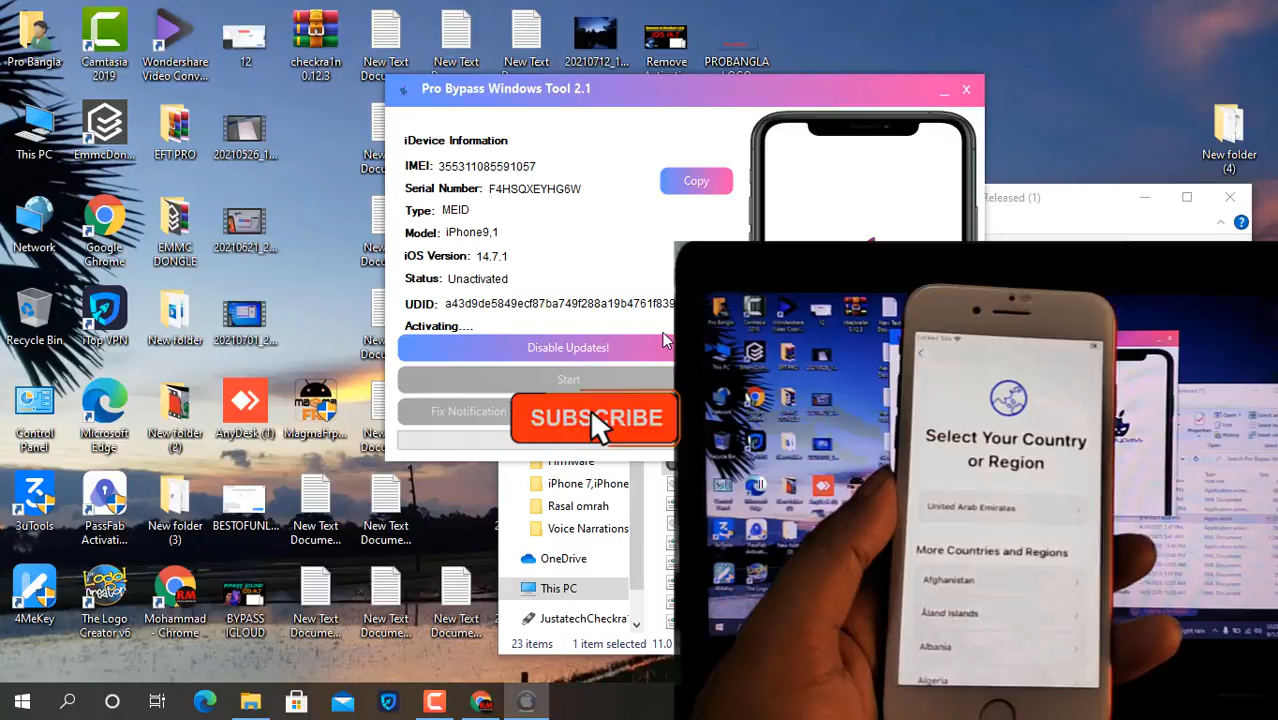 Pro Bangla
Camtasia
2019
Wondershare
Video Conv...
12
checkra1n
0.12.3
New Text
Docu...
New Text
Docume...
New Text
Docume...
20210712_1...
Remove
PROBANGLA
This PC
EmmcDon...
EFT PRO
20210526_1...
New folder
(4)
Network
Google
Chrome
EMMC
DONGLE
20210621_2...
Recycle Bin
iTop VPN
New folder
20210701_1...
Control
Panel
Microsoft
Edge
New folder
(2)
AnyDesk (1)
MagmaFrp...
3uTools
PassFab
Activati...
New folder
(3)
BESTOFUNL...
New Text
Docume...
New Text
Docume...
4MeKey
The Logo
Creator v6
Mohammad
- Chrome
BYPASS
ICLOUD
New Text
Docume...
New Text
Docume...
New Text
Docume...
Pro Bypass Windows Tool 2.1
_ X
iDevice Information
IMEI: 355311085591057
Copy
Serial Number: F4HSQXEYHG6W
Type: MEID
Model: iPhone9,1
iOS Version: 14.7.1
Status: Unactivated
UDID: a43d9de5849ecf87ba749f288a19b4761f839
Activating....
Disable Updates!
Start
Fix Notification
SUBSCRIBE
Released (1)
Firmware
iPhone 7,iPhone
Rasal omrah
Voice Narrations
OneDrive
This PC
JustatechCheckra
23 items 1 item selected 11.0
Select Your Country
or Region
United Arab Emirates
More Countries and Regions
Afghanistan
Åland Islands
Albania
Algeria